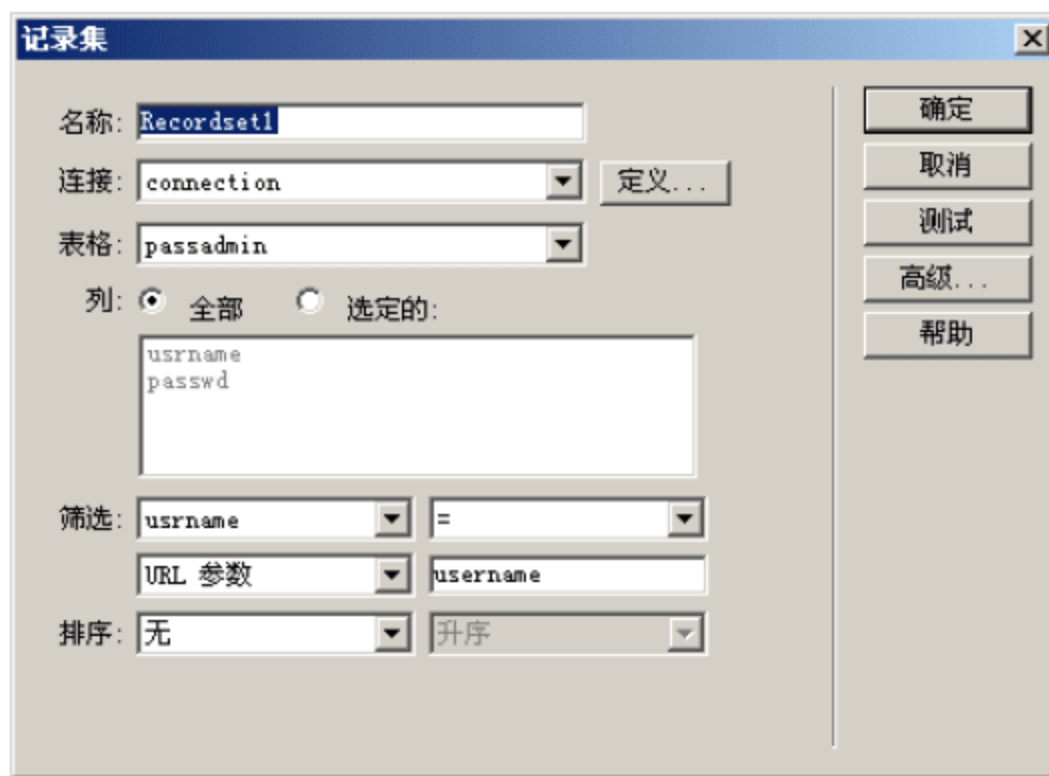 记录集
名称: Recordset1
连接: connection 定义...
表格: passadmin
列: 全部 选定的:
usrname
passwd
筛选: usrname =
URL 参数 username
排序: 无 升序
确定
取消
测试
高级...
帮助